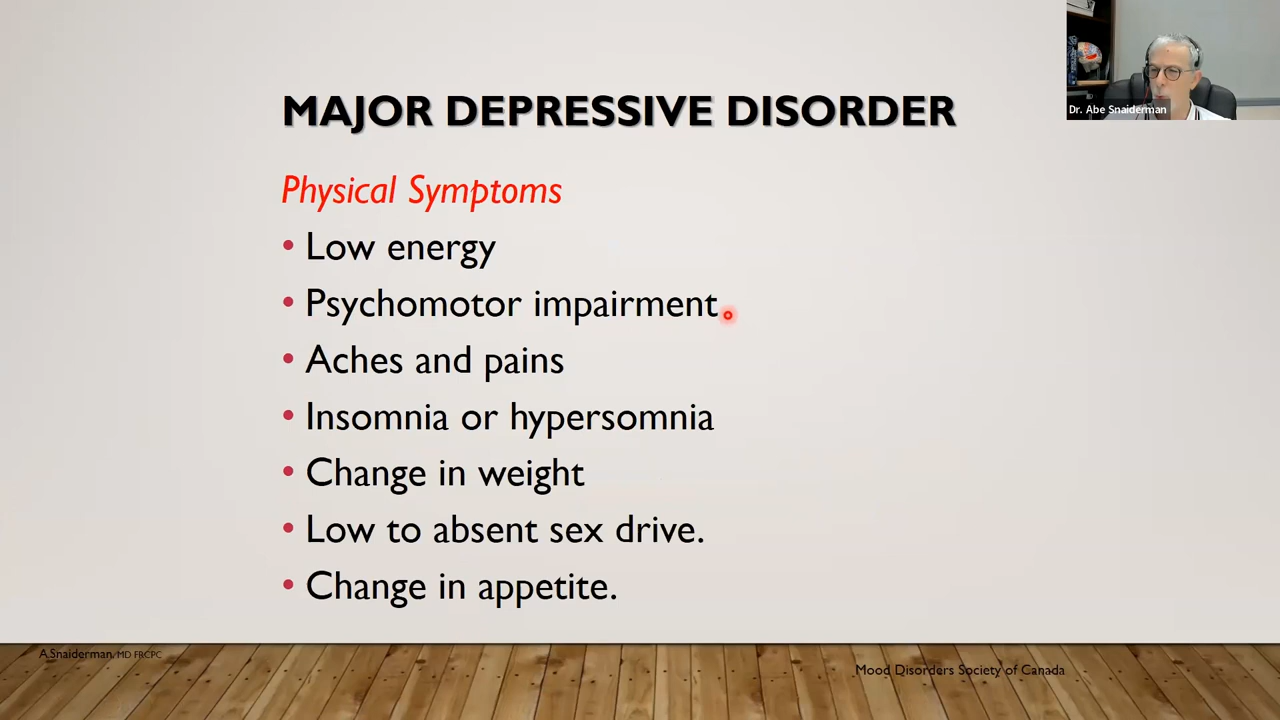 MAJOR DEPRESSIVE DISORDER
Dr. Abe Snaiderman
Physical Symptoms
• Low energy
• Psychomotor impairment
• Aches and pains
• Insomnia or hypersomnia
• Change in weight
• Low to absent sex drive.
• Change in appetite.
A.Snaiderman, MD FRCPC
Mood Disorders Society of Canada